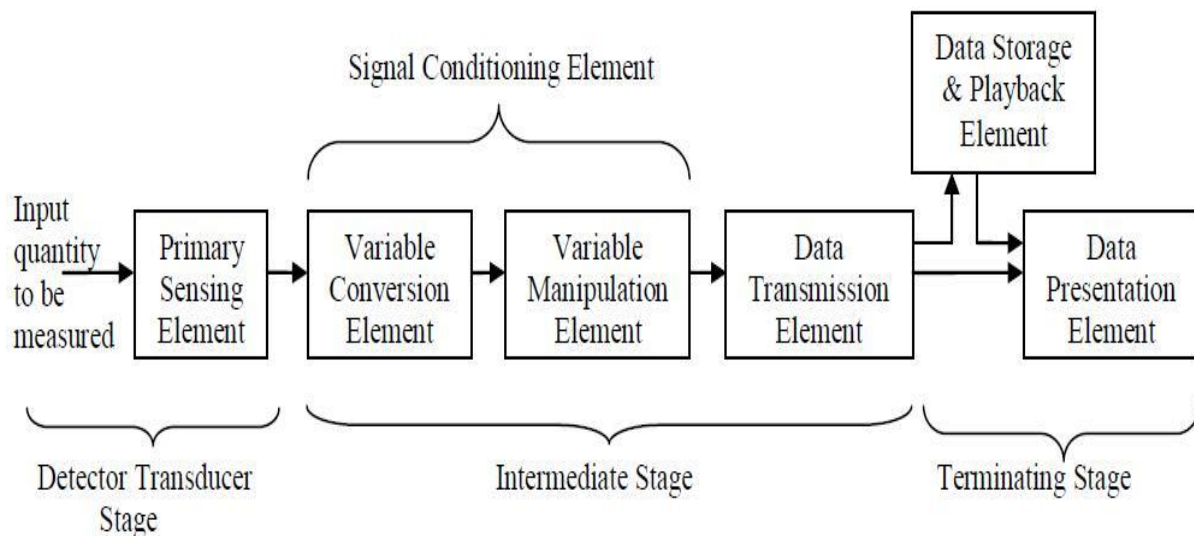 Signal Conditioning Element
Data Storage
& Playback
Element
Input
quantity
to be
measured
Primary
Sensing
Element
Variable
Conversion
Element
Variable
Manipulation
Element
Data
Transmission
Element
Data
Presentation
Element
Detector Transducer
Stage
Intermediate Stage
Terminating Stage